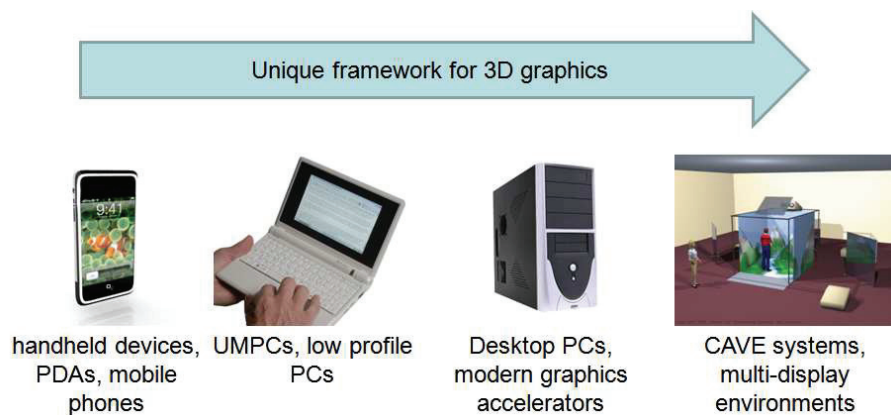 Unique framework for 3D graphics
9:41
handheld devices,
PDAs, mobile
phones
UMPCs, low profile
PCs
Desktop PCs,
modern graphics
accelerators
CAVE systems,
multi-display
environments